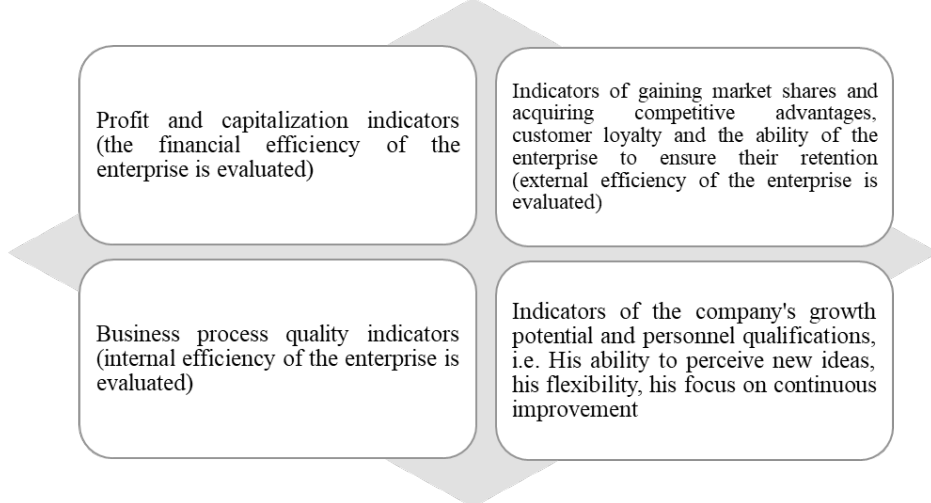 Profit and capitalization indicators
(the financial efficiency of the
enterprise is evaluated)
Indicators of gaining market shares and
acquiring competitive advantages,
customer loyalty and the ability of the
enterprise to ensure their retention
(external efficiency of the enterprise is
evaluated)
Business process quality indicators
(internal efficiency of the enterprise is
evaluated)
Indicators of the company's growth
potential and personnel qualifications,
i.e. His ability to perceive new ideas,
his flexibility, his focus on continuous
improvement